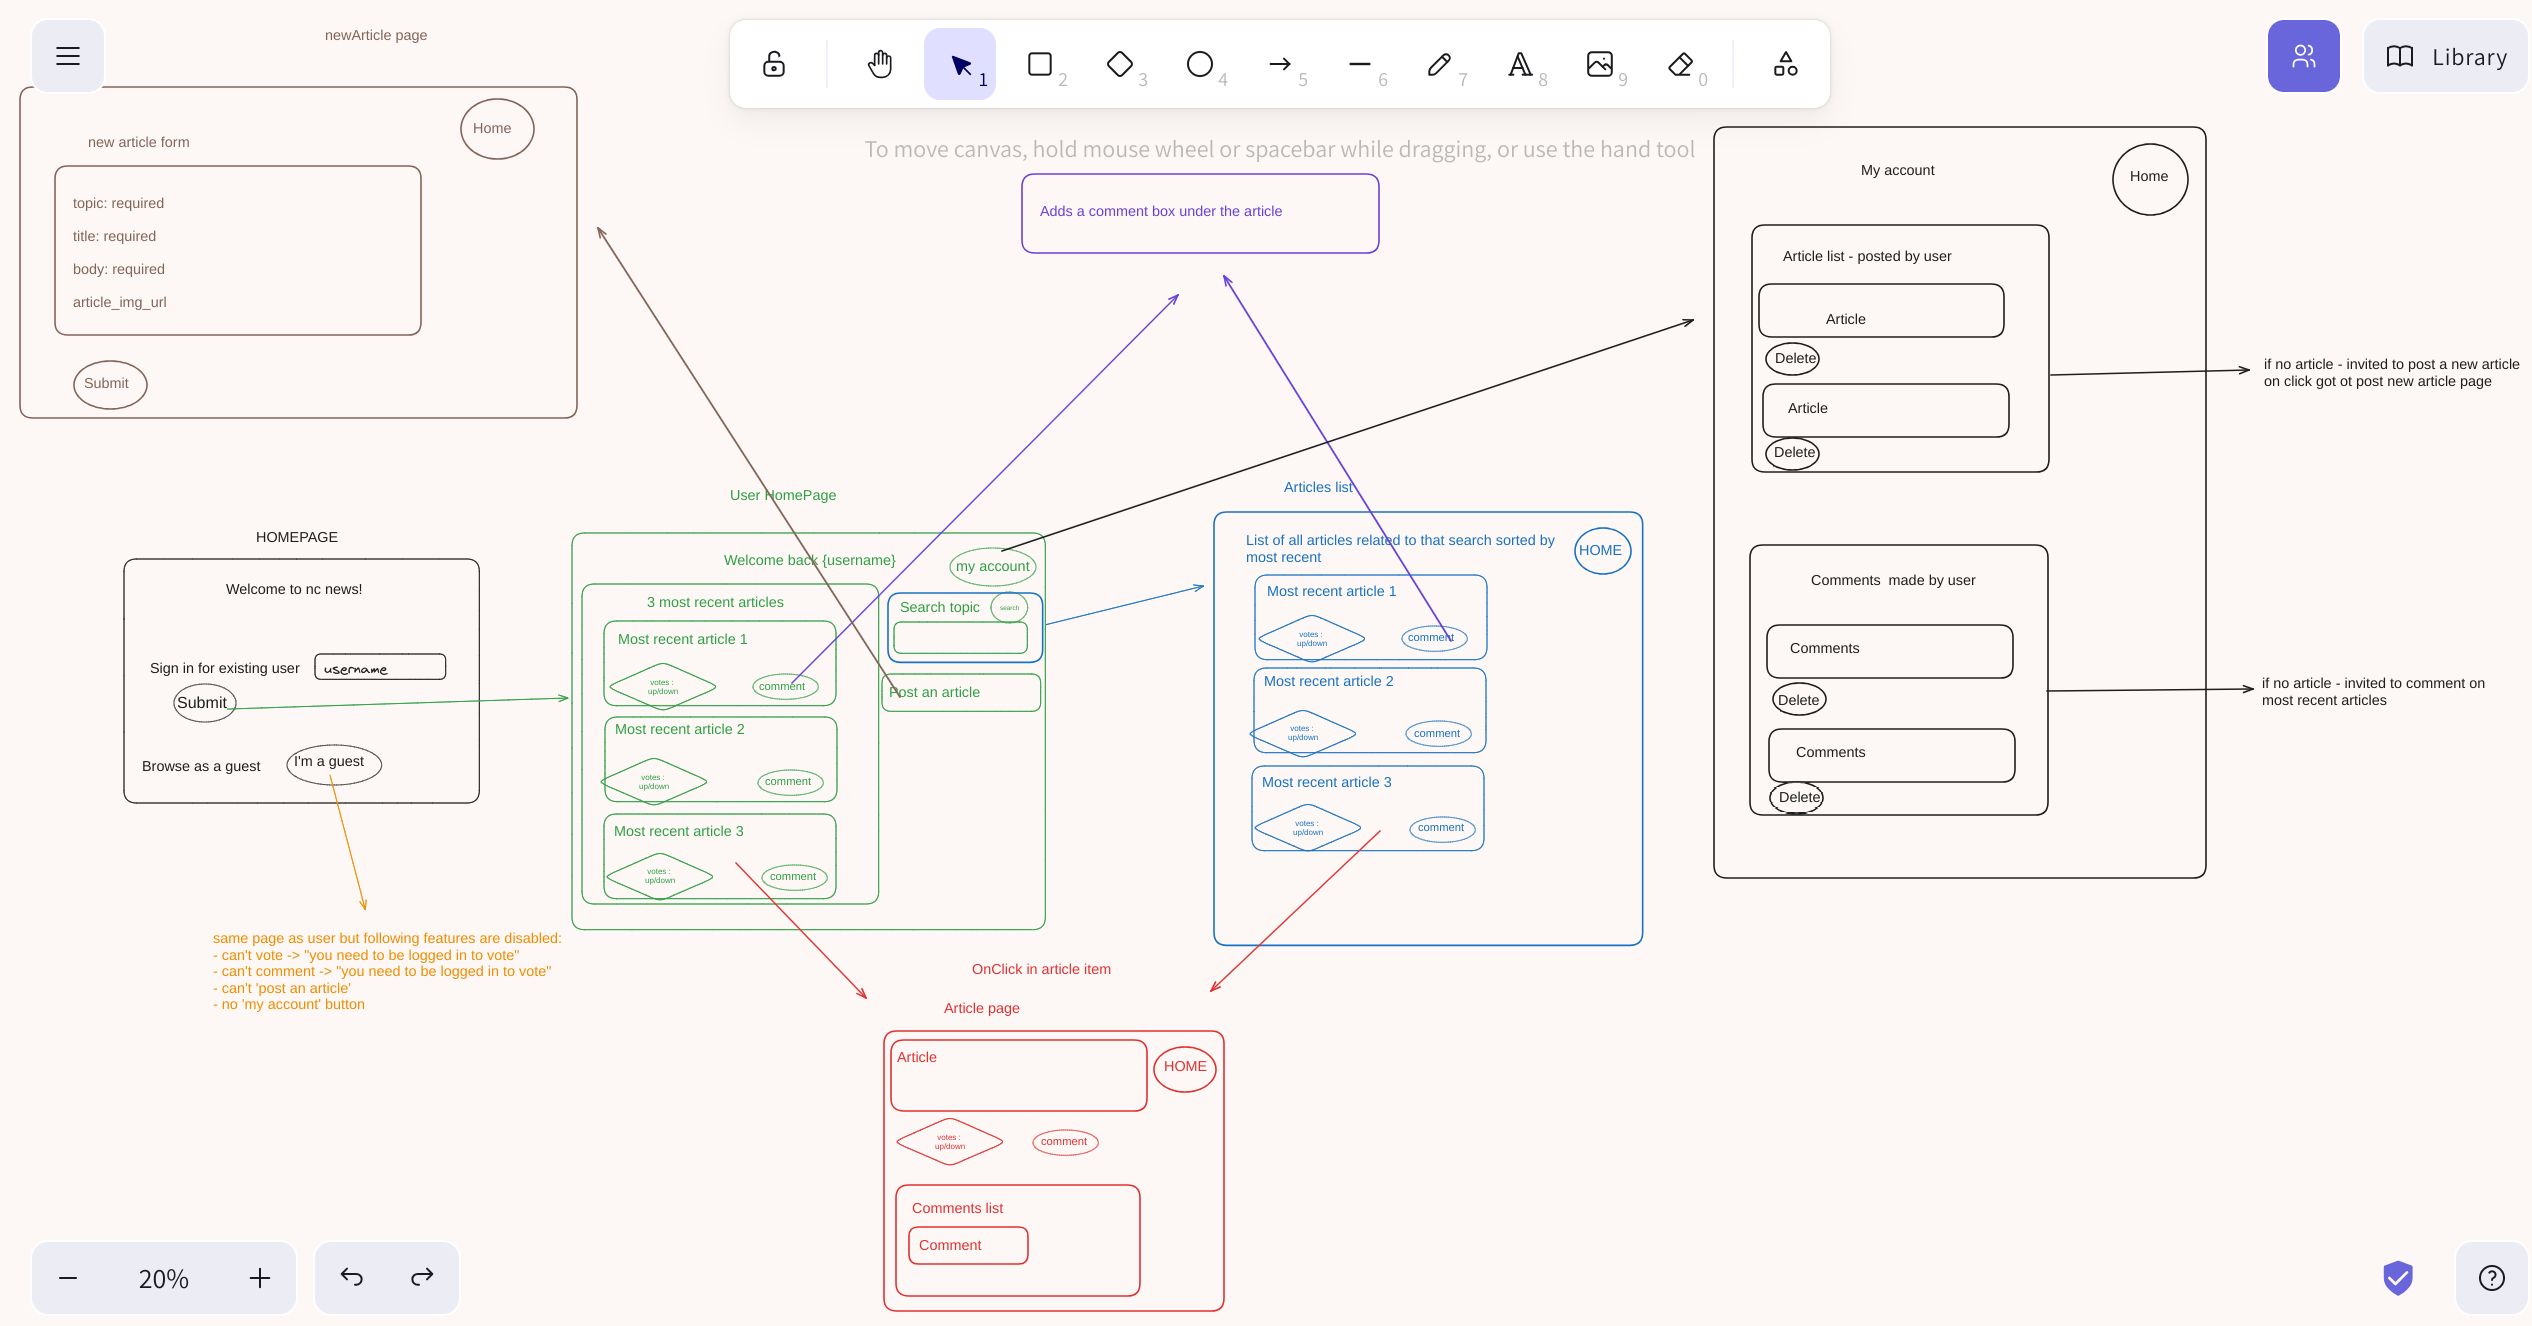 newArticle page
1
2
3
4
5
6
7
8
9
0
Library
To move canvas, hold mouse wheel or spacebar while dragging, or use the hand tool
Home
new article form
topic: required
title: required
body: required
article_img_url
Submit
Adds a comment box under the article
My account
Home
Article list - posted by user
Article
Delete
Article
Delete
if no article - invited to post a new article
on click got ot post new article page
Comments  made by user
Comments
Delete
Comments
Delete
if no article - invited to comment on
most recent articles
HOMEPAGE
Welcome to nc news!
Sign in for existing user
username
Submit
Browse as a guest
I'm a guest
same page as user but following features are disabled:
- can't vote -> "you need to be logged in to vote"
- can't comment -> "you need to be logged in to vote"
- can't 'post an article'
- no 'my account' button
User HomePage
Welcome back {username}
my account
3 most recent articles
Search topic
search
Most recent article 1
votes :
up/down
comment
Post an article
Most recent article 2
votes :
up/down
comment
Most recent article 3
votes :
up/down
comment
Articles list
List of all articles related to that search sorted by
most recent
HOME
Most recent article 1
votes :
up/down
comment
Most recent article 2
votes :
up/down
comment
Most recent article 3
votes :
up/down
comment
OnClick in article item
Article page
Article
HOME
votes :
up/down
comment
Comments list
Comment
20%